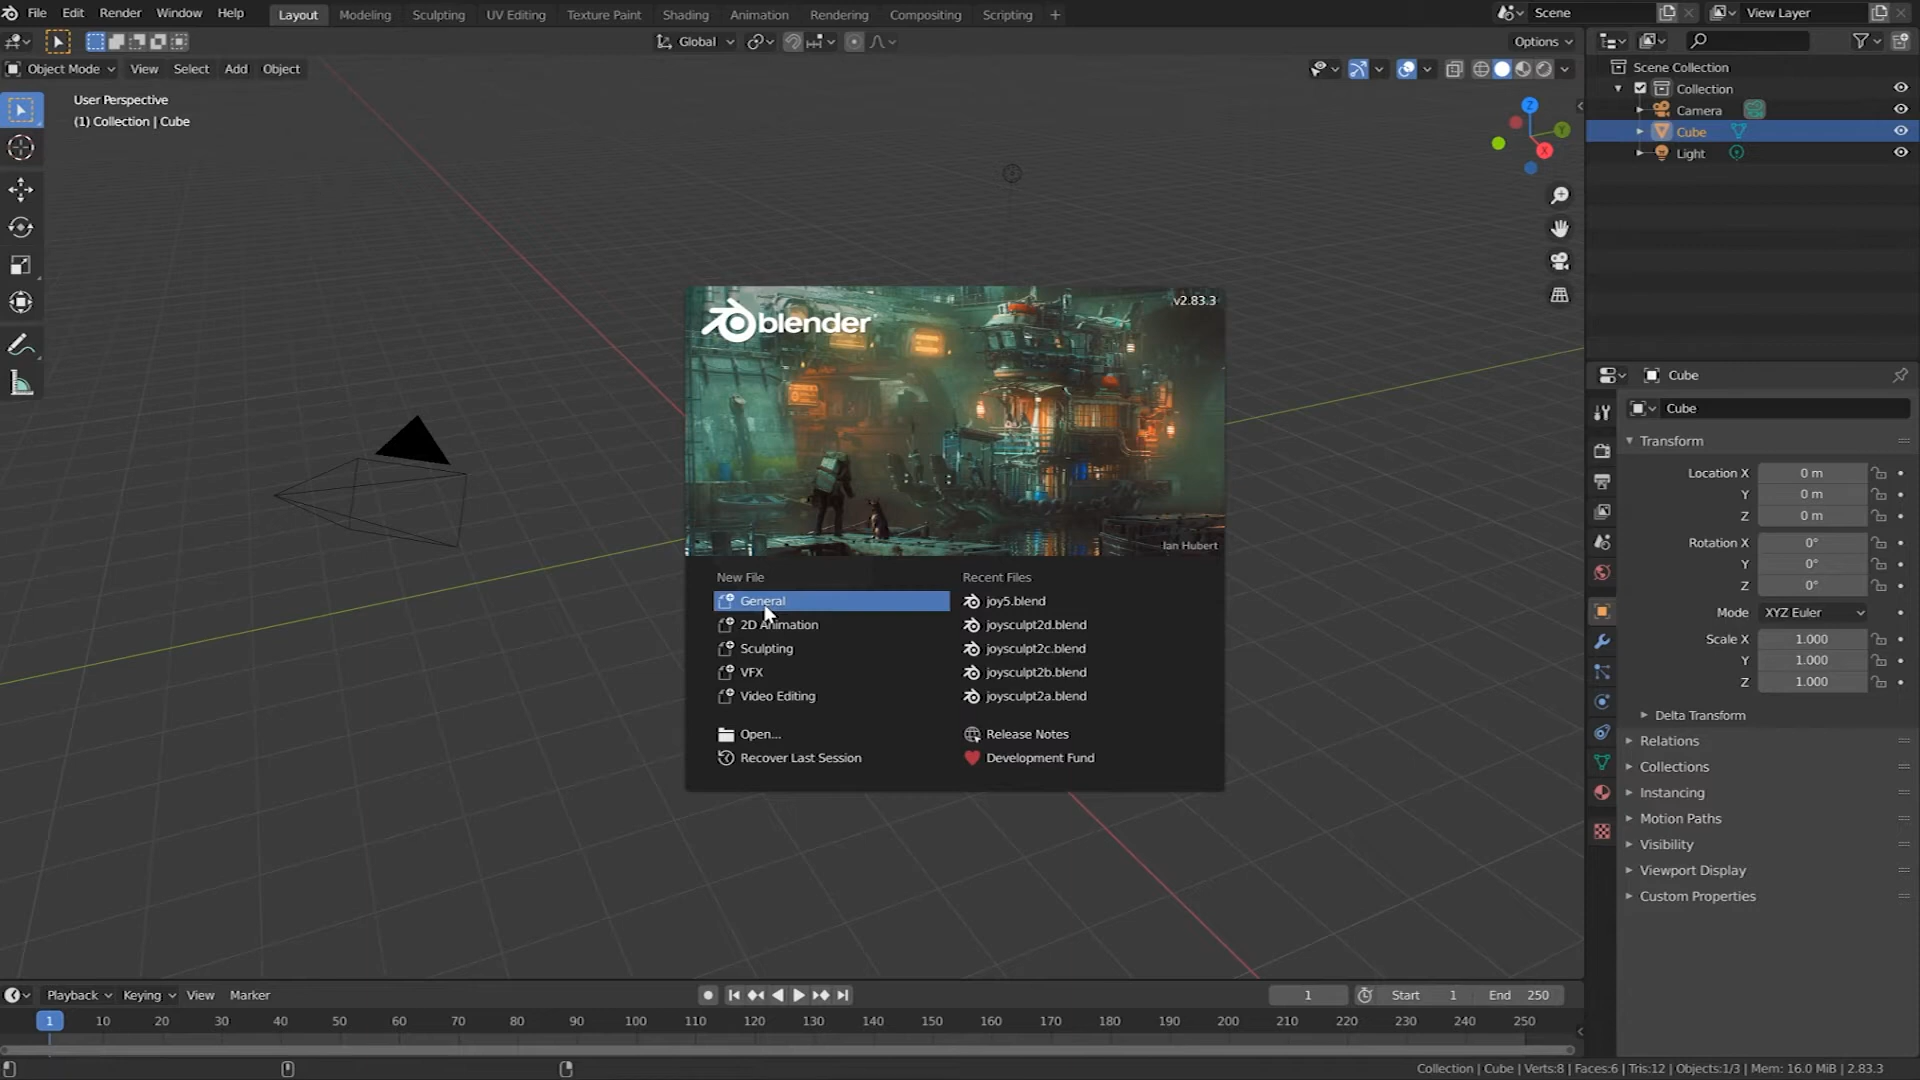 File Edit Render Window Help Layout Modeling Sculpting UV Editing Texture Paint Shading Animation Rendering Compositing Scripting + Scene View Layer
Global Options
Object Mode View Select Add Object
User Perspective
(1) Collection | Cube
Z
Y
X
Scene Collection
Collection
Camera
Cube
Light
blender
v2.83.3
Ian Hubert
New File
General
2D Animation
Sculpting
VFX
Video Editing
Open...
Recover Last Session
Recent Files
joy5.blend
joysculpt2d.blend
joysculpt2c.blend
joysculpt2b.blend
joysculpt2a.blend
Release Notes
Development Fund
Cube
Cube
Transform
Location X 0 m
Y 0 m
Z 0 m
Rotation X 0°
Y 0°
Z 0°
Mode XYZ Euler
Scale X 1.000
Y 1.000
Z 1.000
Delta Transform
Relations
Collections
Instancing
Motion Paths
Visibility
Viewport Display
Custom Properties
Playback Keying View Marker 1 Start 1 End 250
1 10 20 30 40 50 60 70 80 90 100 110 120 130 140 150 160 170 180 190 200 210 220 230 240 250
Collection | Cube | Verts:8 | Faces:6 | Tris:12 | Objects:1/3 | Mem: 16.0 MiB | 2.83.3